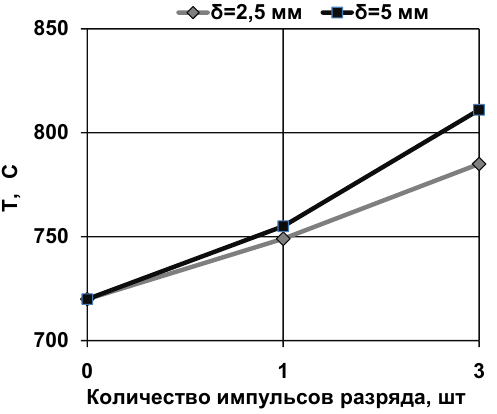 δ=2,5 мм δ=5 мм
850
800
750
700
Т, С
0 1 3
Количество импульсов разряда, шт